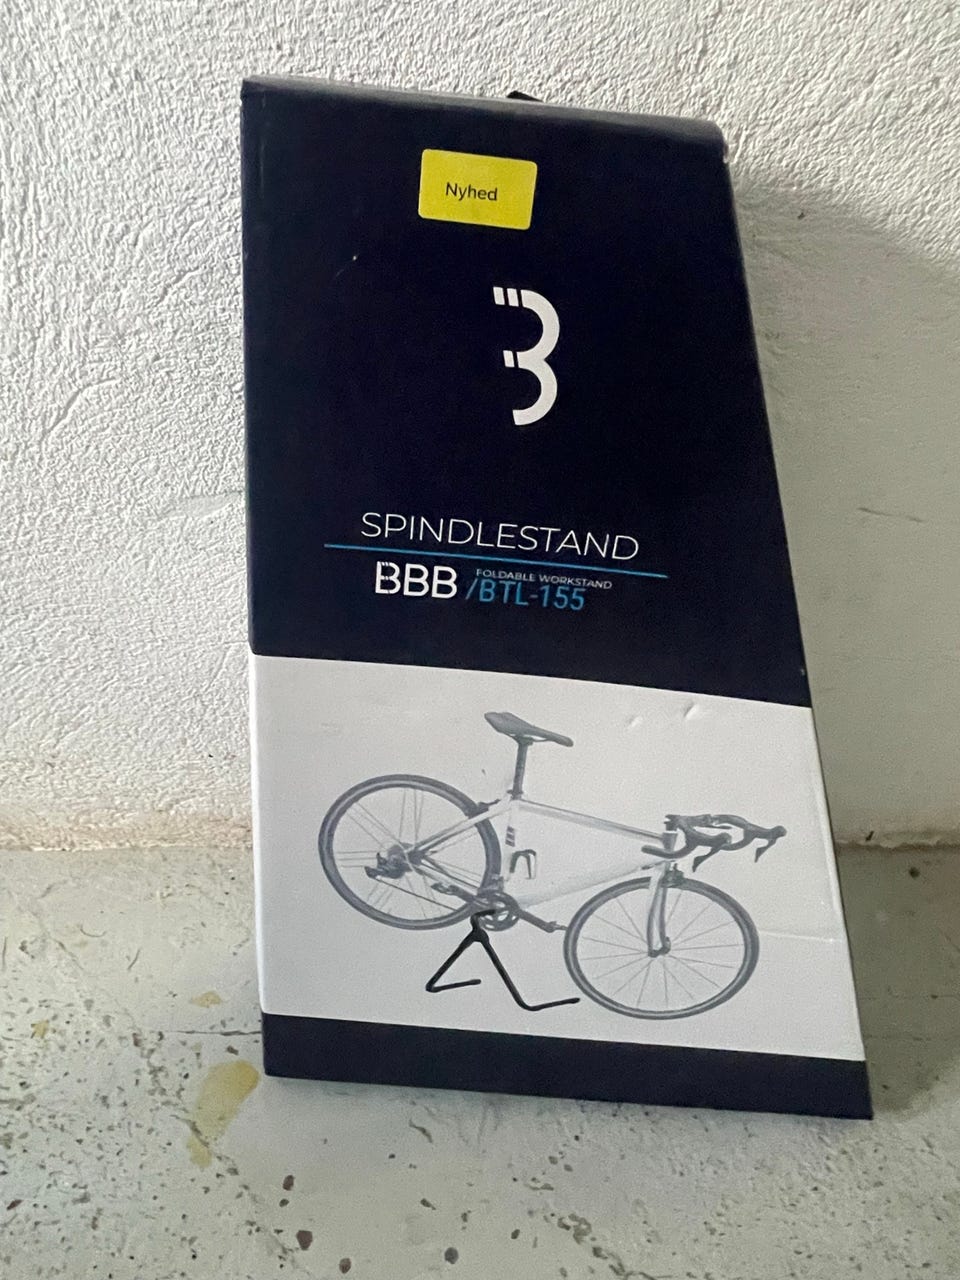 Nyhed
SPINDLESTAND
BBB
FOLDABLE WORKSTAND
/BTL-155